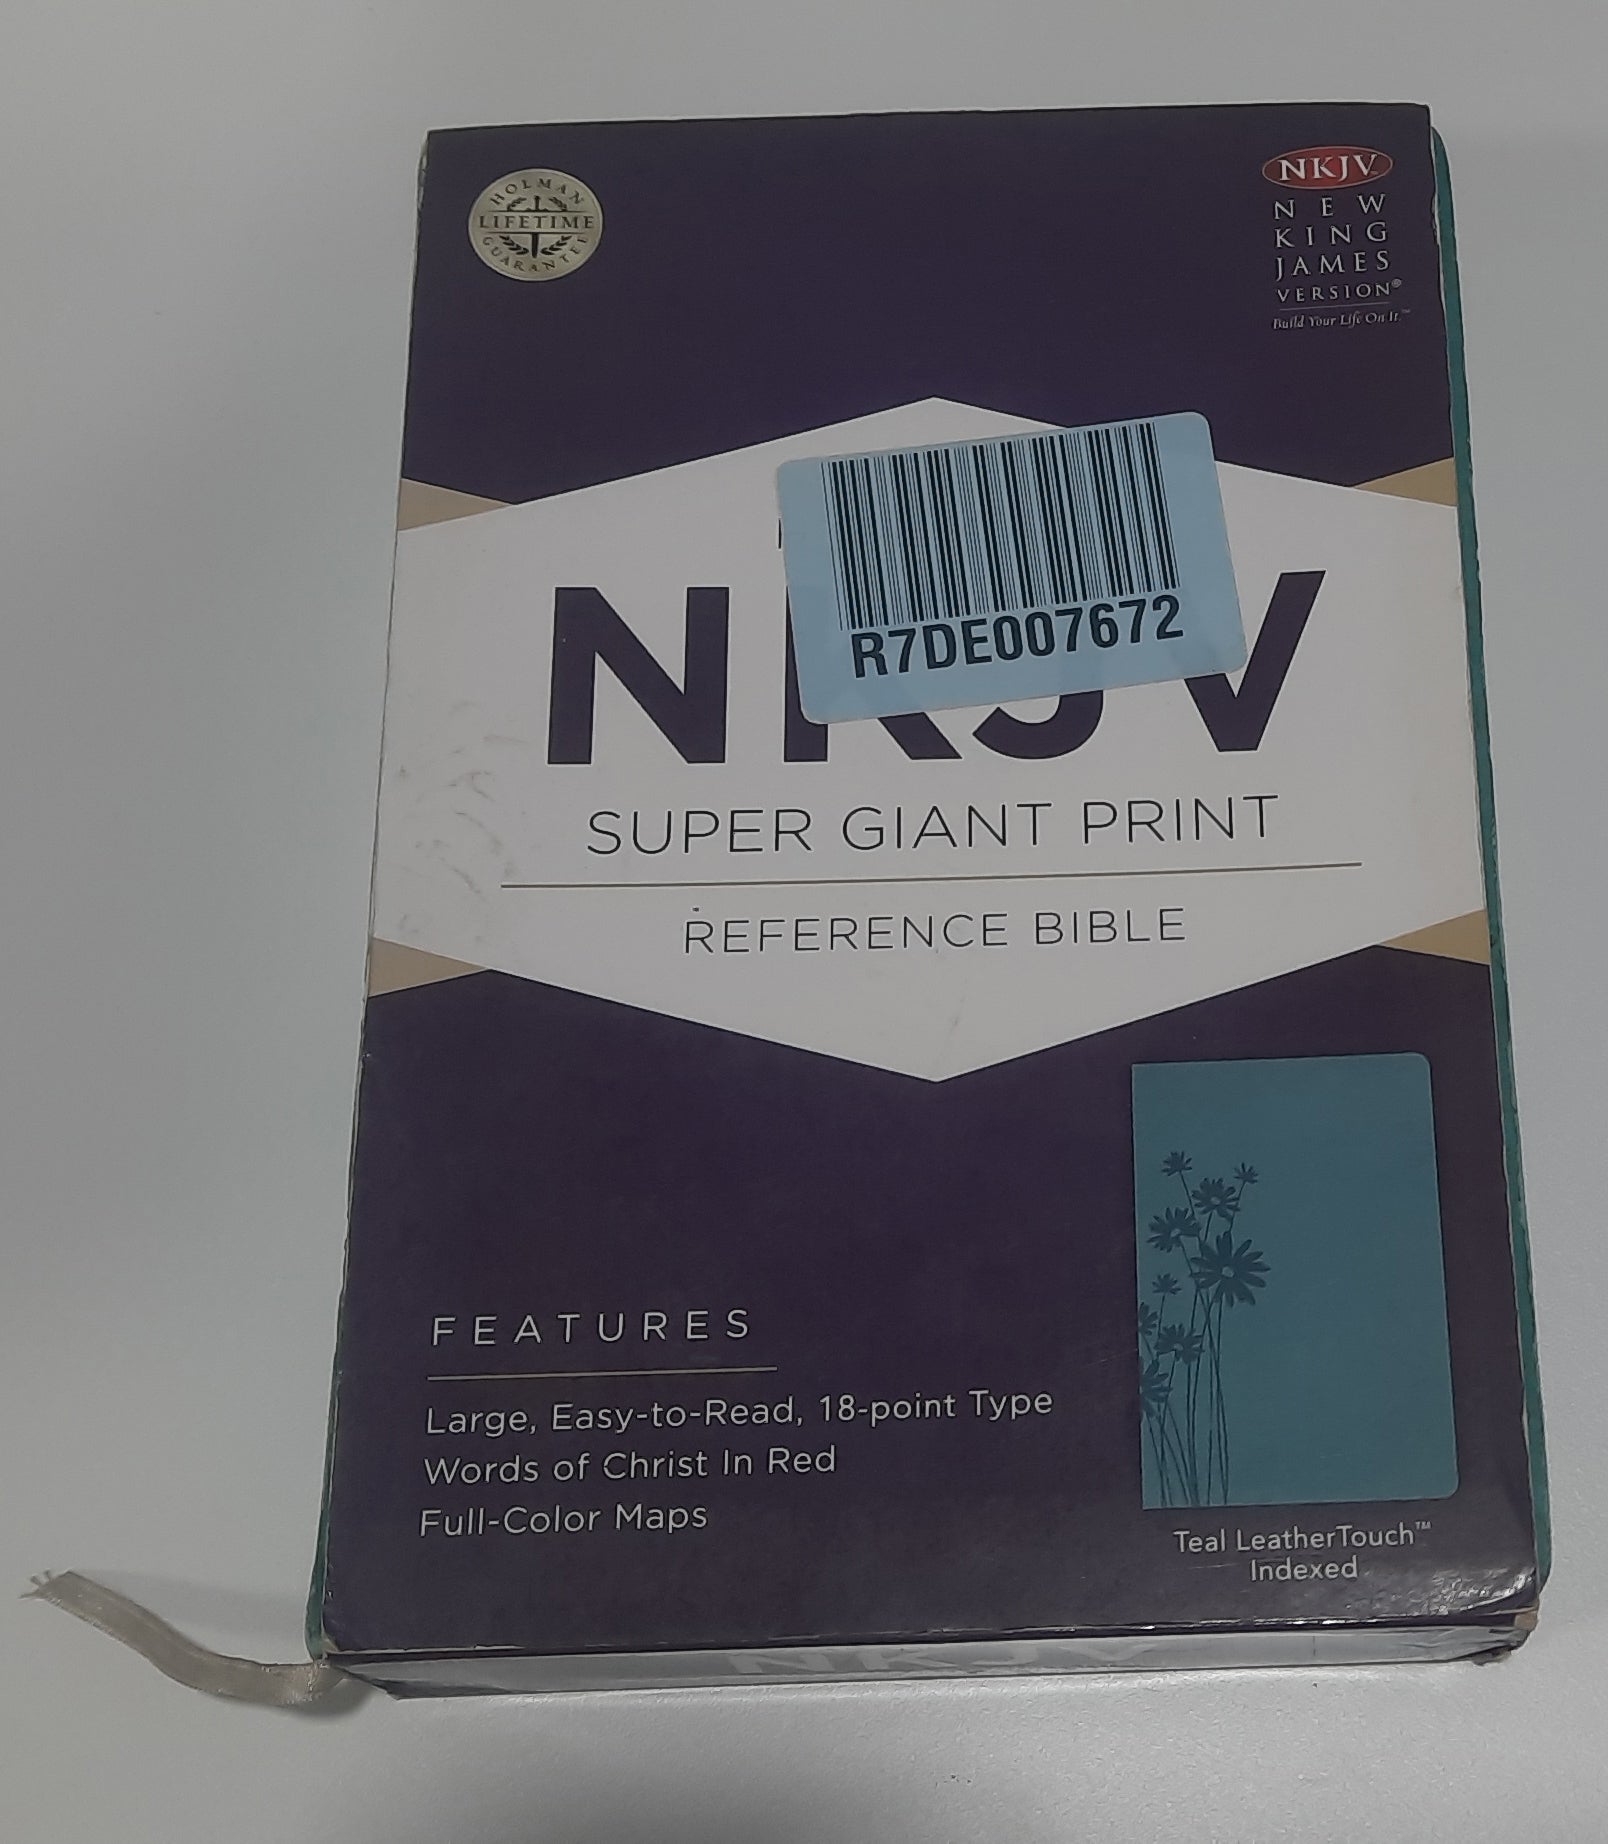 HOLMAN
LIFETIME
GUARANTEE
NKJV™
NEW
KING
JAMES
VERSION®
Build Your Life On It.™
R7DE007672
NKJV
SUPER GIANT PRINT
REFERENCE BIBLE
FEATURES
Large, Easy-to-Read, 18-point Type
Words of Christ In Red
Full-Color Maps
Teal LeatherTouch™
Indexed
NKJV